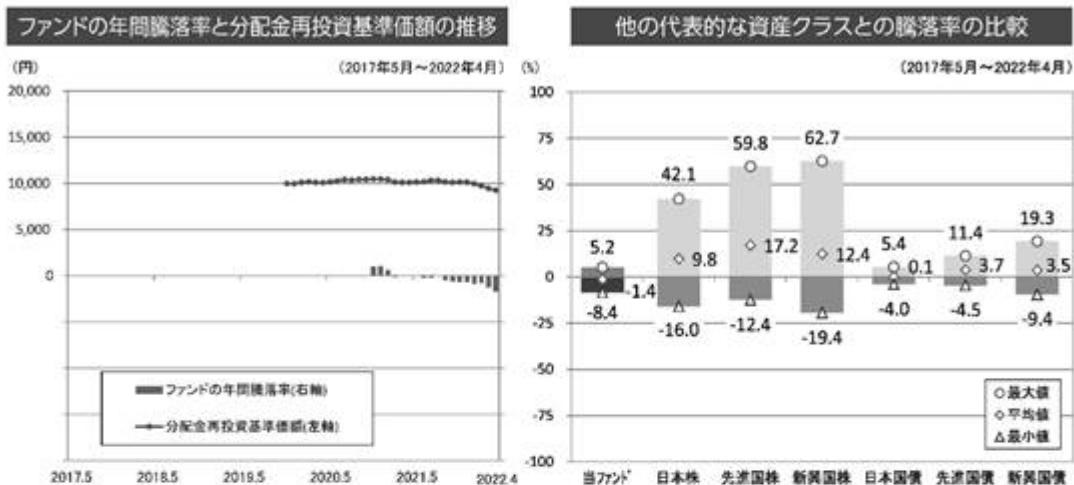 ファンドの年間騰落率と分配金再投資基準価額の推移
(円)
(2017年5月～2022年4月)
20,000
15,000
10,000
5,000
0
ファンドの年間騰落率(右軸)
分配金再投資基準価額(左軸)
2017.5 2018.5 2019.5 2020.5 2021.5 2022.4
他の代表的な資産クラスとの騰落率の比較
(%)
(2017年5月～2022年4月)
100
75
50
25
0
-25
-50
-75
-100
5.2 42.1 59.8 62.7 5.4 11.4 19.3
-1.4 9.8 17.2 12.4 0.1 3.7 3.5
-8.4 -16.0 -12.4 -19.4 -4.0 -4.5 -9.4
○最大値
◇平均値
△最小値
当ファンド 日本株 先進国株 新興国株 日本国債 先進国債 新興国債